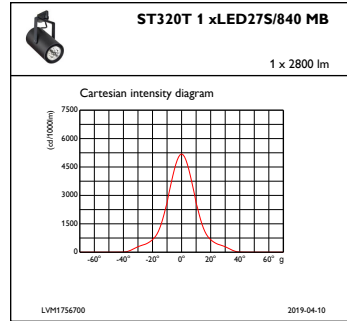 ST320T 1 xLED27S/840 MB
1 x 2800 lm
Cartesian intensity diagram
(cd/1000lm)
7500
6000
4500
3000
1500
0
-60° -40° -20° 0° 20° 40° 60° g
LVM1756700 2019-04-10